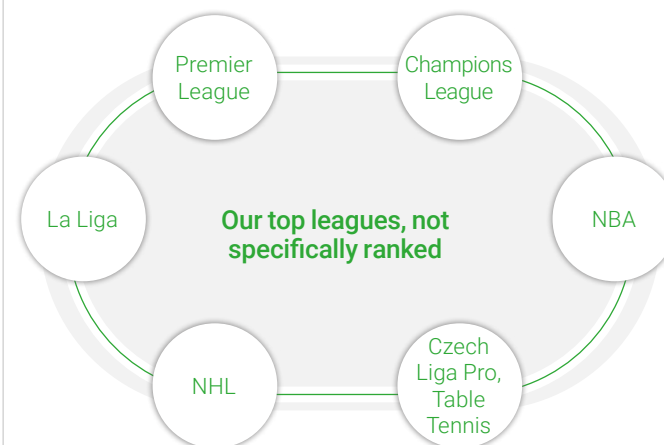 Premier
League
Champions
League
La Liga
Our top leagues, not
specifically ranked
NBA
NHL
Czech
Liga Pro,
Table
Tennis